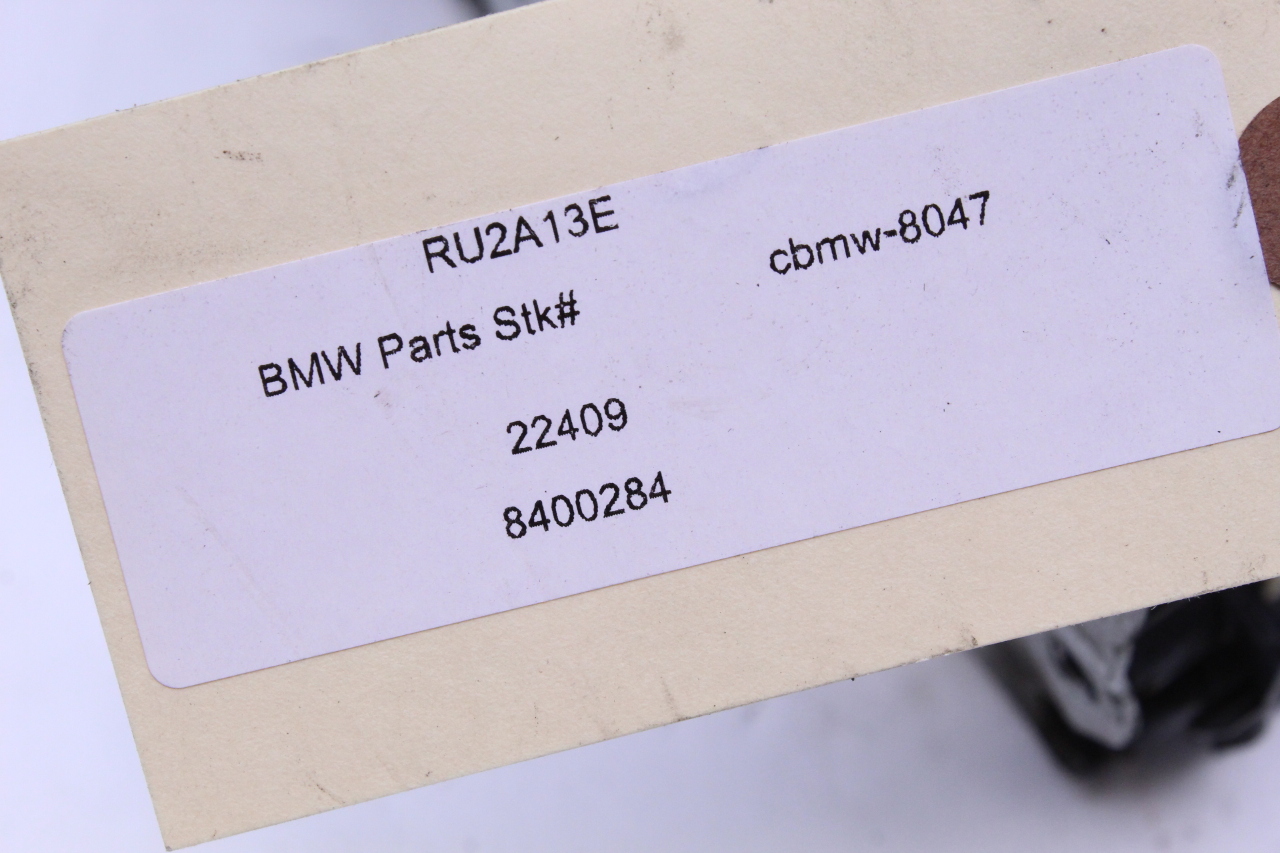 RU2A13E
cbmw-8047
BMW Parts Stk#
22409
8400284